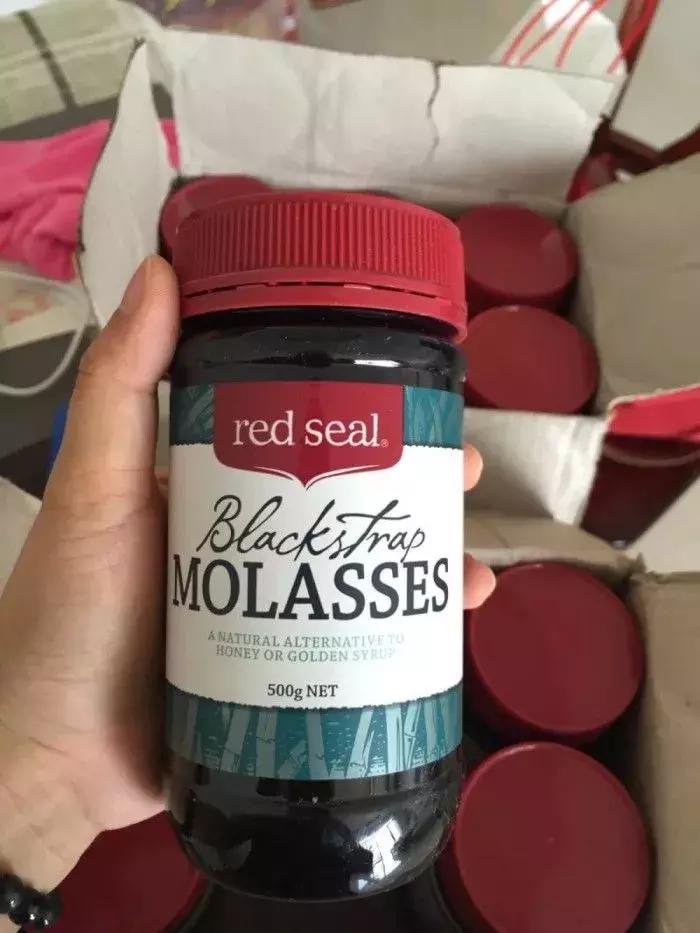 red seal®
Blackstrap
MOLASSES
A NATURAL ALTERNATIVE TO
HONEY OR GOLDEN SYRUP
500g NET